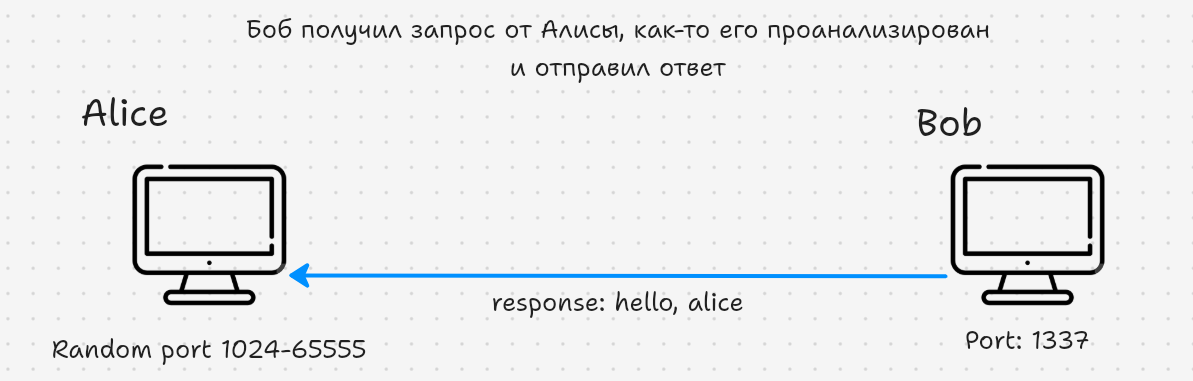 Боб получил запрос от Алисы, как-то его проанализирован
и отправил ответ
Alice
Bob
response: hello, alice
Random port 1024-65555
Port: 1337